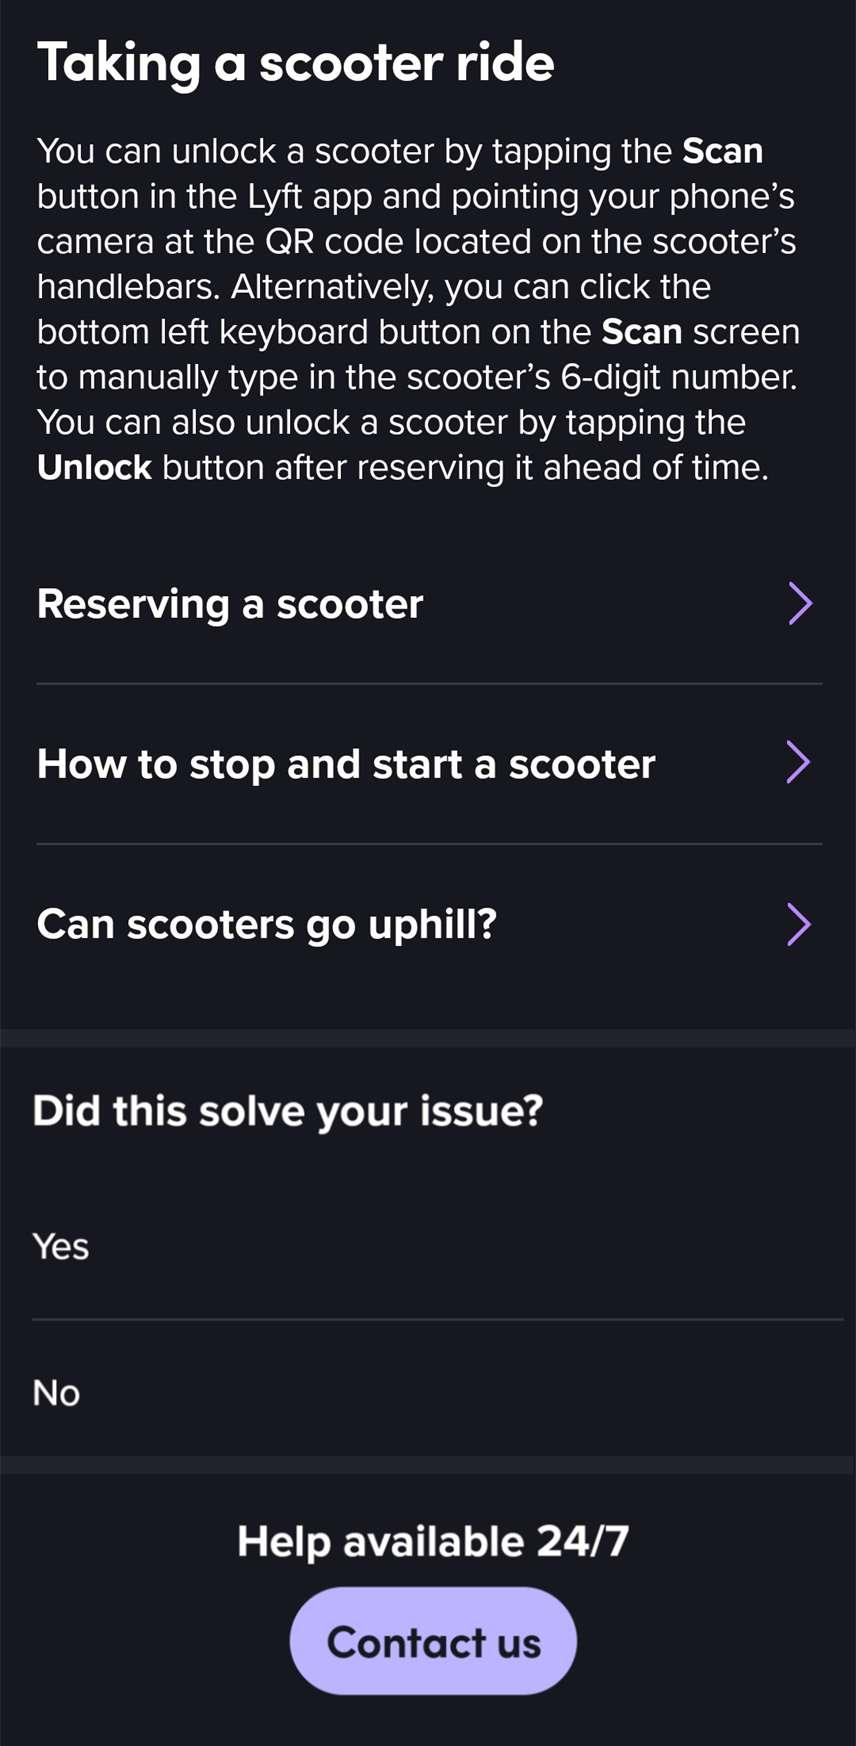 Taking a scooter ride
You can unlock a scooter by tapping the Scan
button in the Lyft app and pointing your phone’s
camera at the QR code located on the scooter’s
handlebars. Alternatively, you can click the
bottom left keyboard button on the Scan screen
to manually type in the scooter’s 6-digit number.
You can also unlock a scooter by tapping the
Unlock button after reserving it ahead of time.
Reserving a scooter
How to stop and start a scooter
Can scooters go uphill?
Did this solve your issue?
Yes
No
Help available 24/7
Contact us